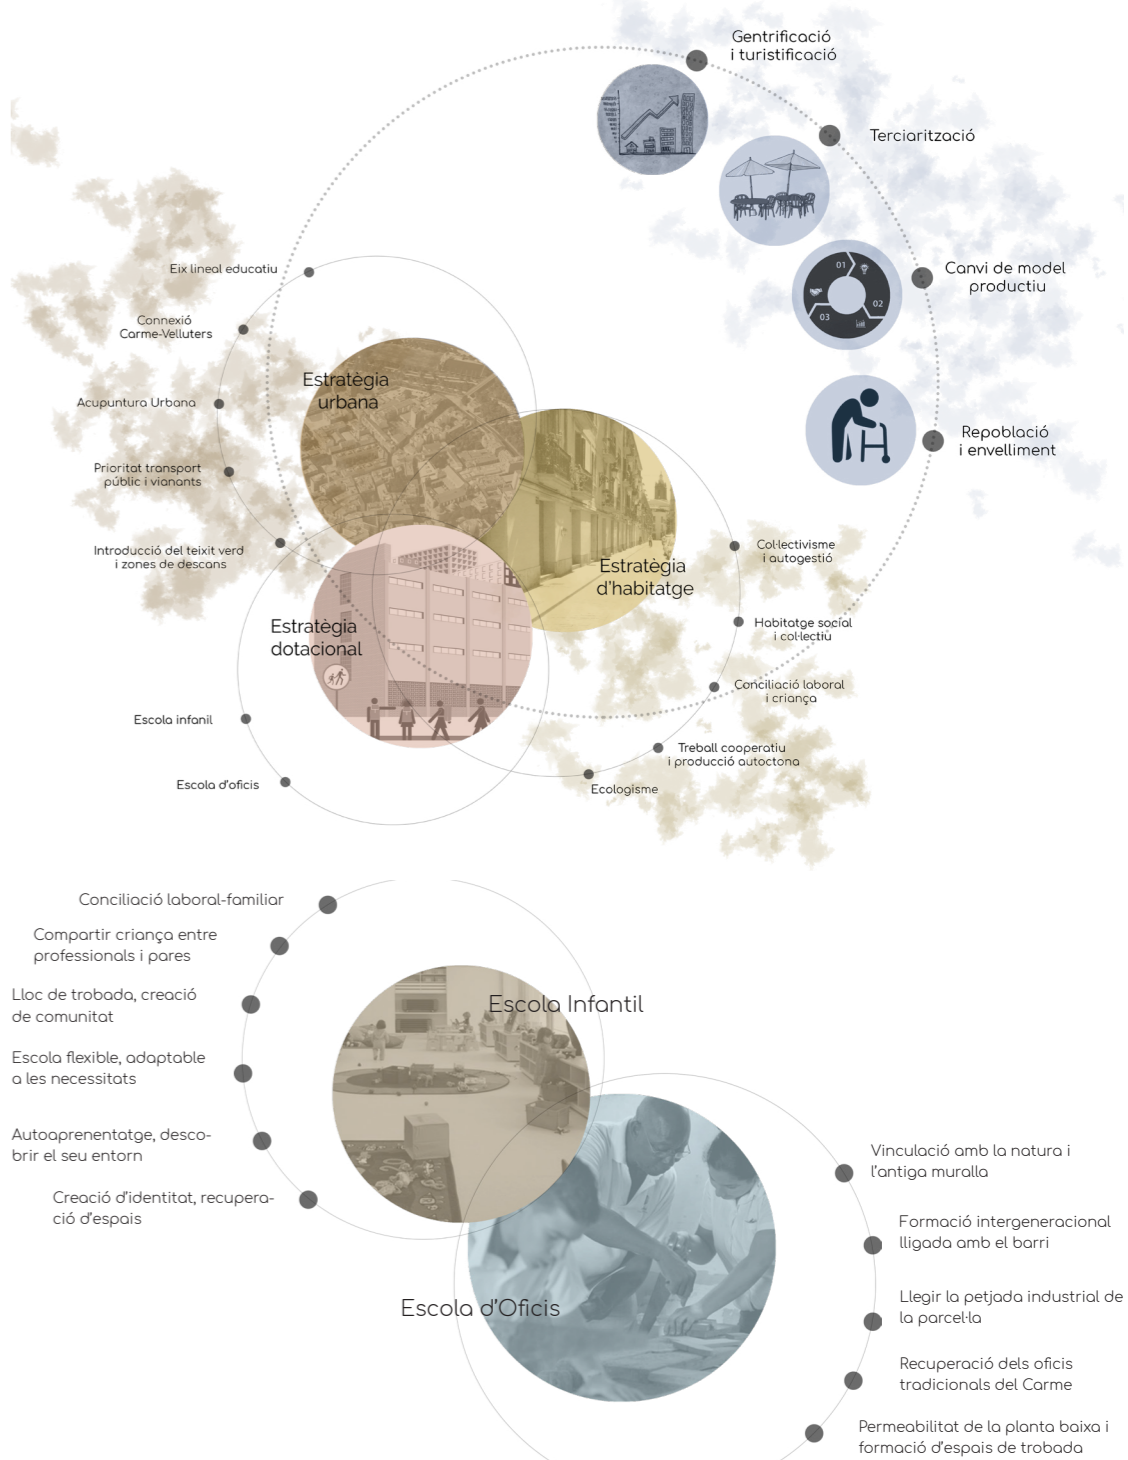 Gentrificació
i turistificació
Terciarització
Canvi de model
productiu
01
02
03
Repoblació
i envelliment
Eix lineal educatiu
Connexió
Carme-Velluters
Acupuntura Urbana
Prioritat transport
públic i vianants
Introducció del teixit verd
i zones de descans
Estratègia
urbana
Estratègia
d'habitatge
Estratègia
dotacional
Col·lectivisme
i autogestió
Habitatge social
i col·lectiu
Conciliació laboral
i criança
Treball cooperatiu
i producció autoctona
Ecologisme
Escola infanil
Escola d'oficis
Conciliació laboral-familiar
Compartir criança entre
professionals i pares
Lloc de trobada, creació
de comunitat
Escola flexible, adaptable
a les necessitats
Autoaprenentatge, desco-
brir el seu entorn
Creació d'identitat, recupera-
ció d'espais
Escola Infantil
Escola d'Oficis
Vinculació amb la natura i
l'antiga muralla
Formació intergeneracional
lligada amb el barri
Llegir la petjada industrial de
la parcel·la
Recuperació dels oficis
tradicionals del Carme
Permeabilitat de la planta baixa i
formació d'espais de trobada